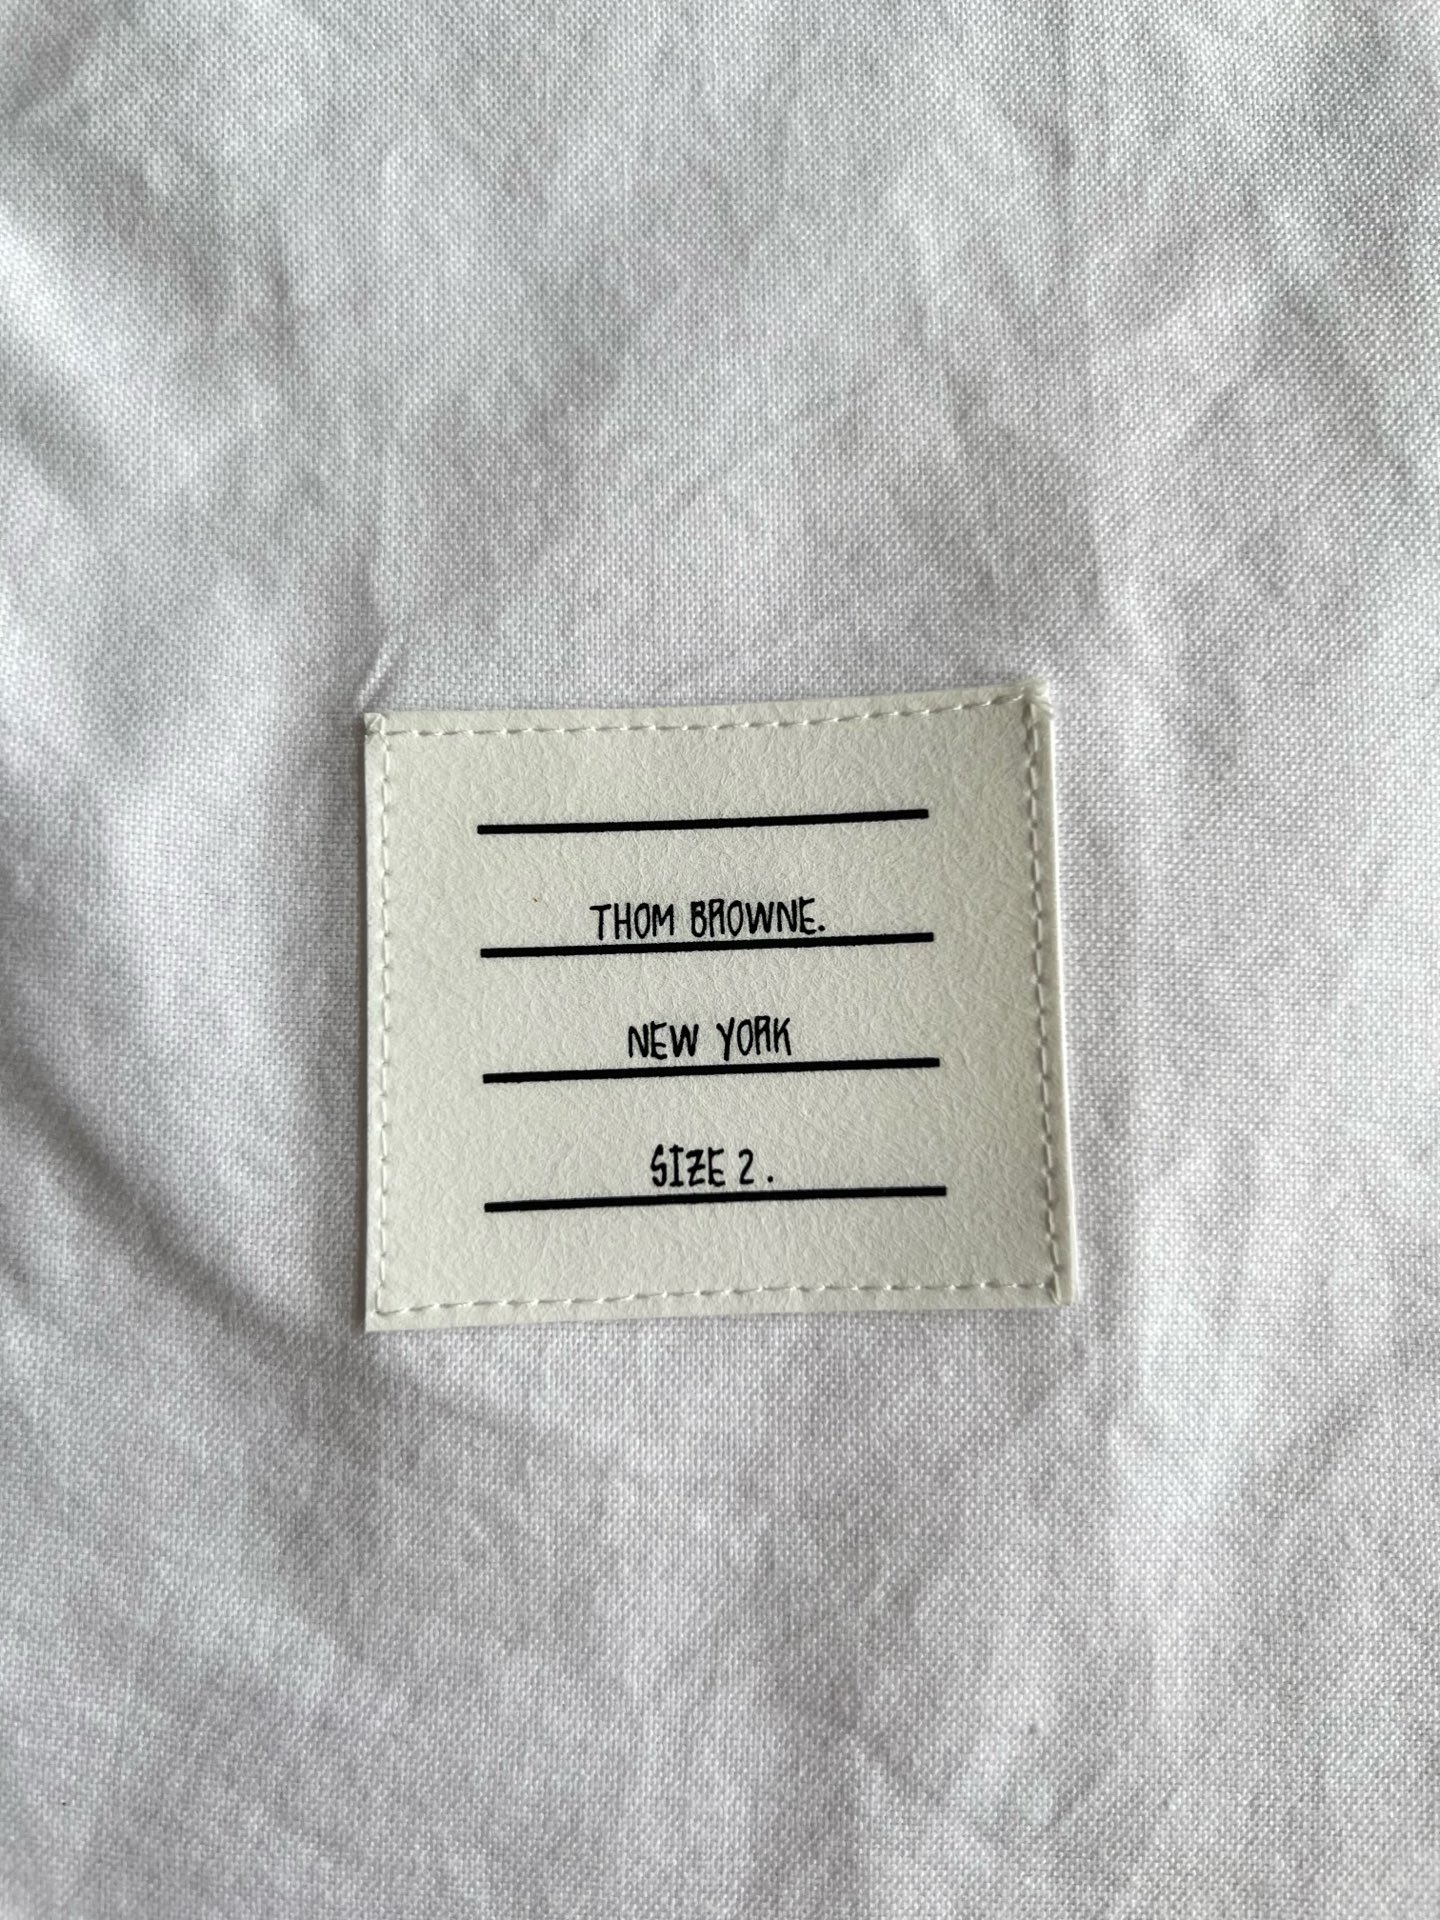 THOM BROWNE.
NEW YORK
SIZE 2.